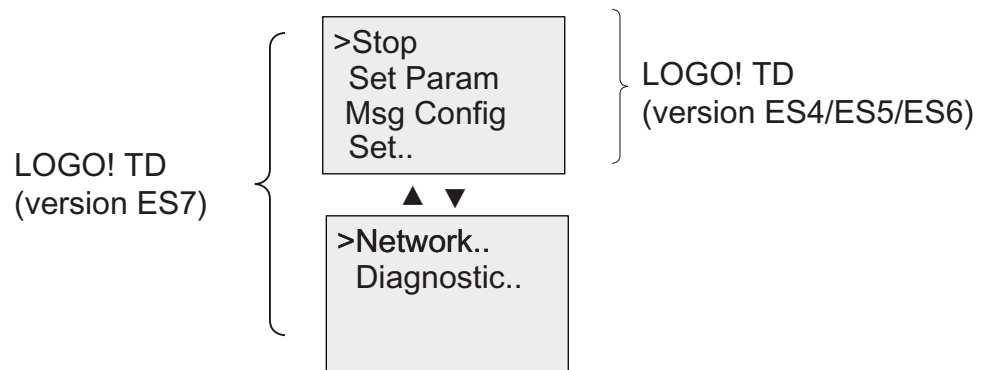 >Stop
Set Param
Msg Config
Set..
LOGO! TD
(version ES4/ES5/ES6)
LOGO! TD
(version ES7)
▲ ▼
>Network..
Diagnostic..